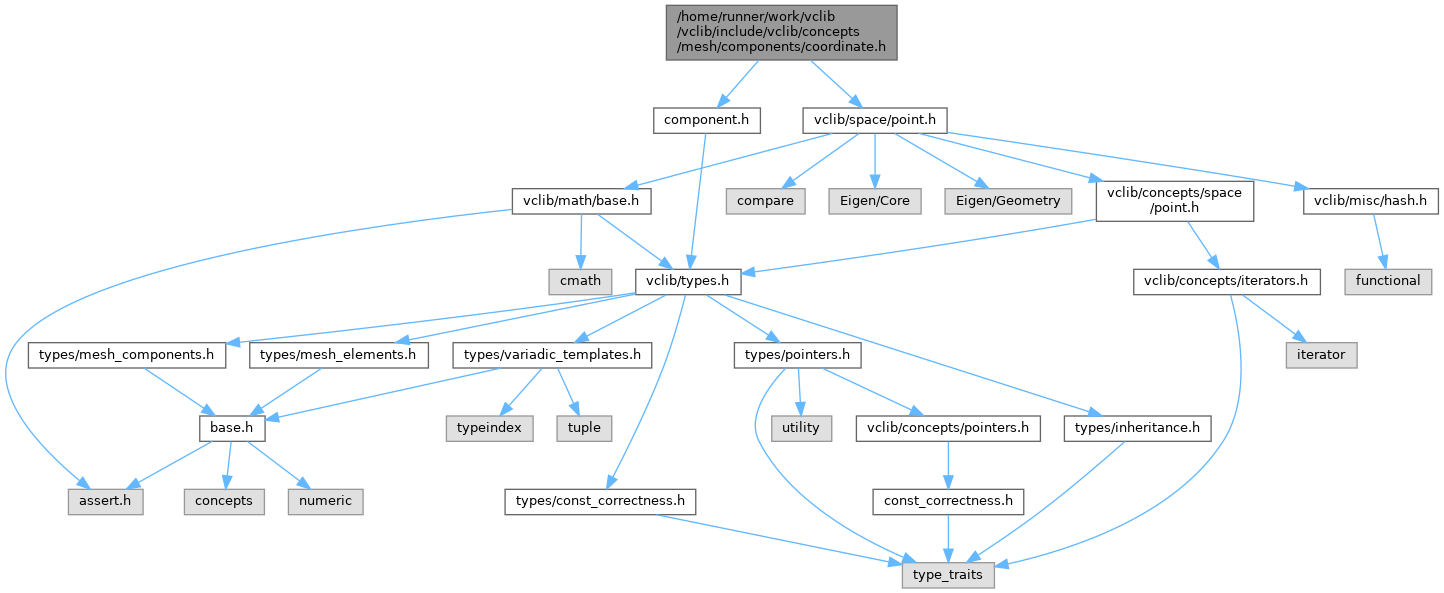 /home/runner/work/vclib
/vclib/include/vclib/concepts
/mesh/components/coordinate.h
component.h
vclib/space/point.h
vclib/math/base.h
compare
Eigen/Core
Eigen/Geometry
vclib/concepts/space
/point.h
vclib/misc/hash.h
cmath
vclib/types.h
vclib/concepts/iterators.h
functional
types/mesh_components.h
types/mesh_elements.h
types/variadic_templates.h
types/pointers.h
iterator
base.h
typeindex
tuple
utility
vclib/concepts/pointers.h
types/inheritance.h
assert.h
concepts
numeric
types/const_correctness.h
const_correctness.h
type_traits